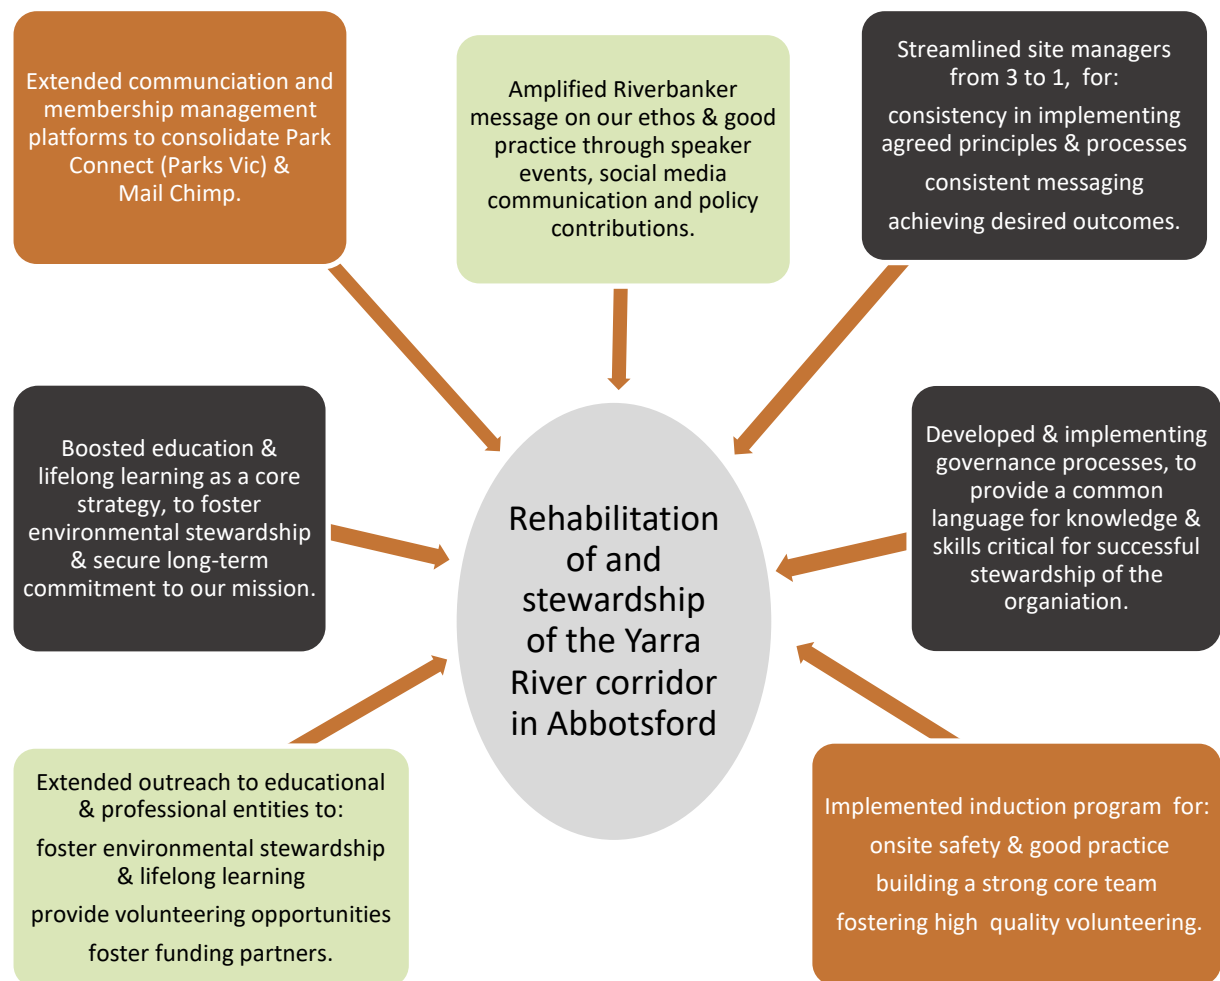 Extended communciation and
membership management
platforms to consolidate Park
Connect (Parks Vic) &
Mail Chimp.
Amplified Riverbanker
message on our ethos & good
practice through speaker
events, social media
communication and policy
contributions.
Streamlined site managers
from 3 to 1, for:
consistency in implementing
agreed principles & processes
consistent messaging
achieving desired outcomes.
Boosted education &
lifelong learning as a core
strategy, to foster
environmental stewardship
& secure long-term
commitment to our mission.
Rehabilitation
of and
stewardship
of the Yarra
River corridor
in Abbotsford
Developed & implementing
governance processes, to
provide a common
language for knowledge &
skills critical for successful
stewardship of the
organiation.
Extended outreach to educational
& professional entities to:
foster environmental stewardship
& lifelong learning
provide volunteering opportunities
foster funding partners.
Implemented induction program for:
onsite safety & good practice
building a strong core team
fostering high quality volunteering.